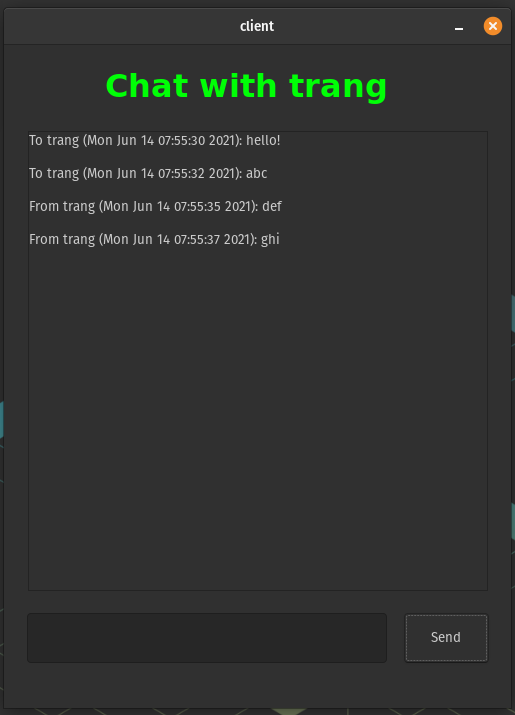 client
Chat with trang
To trang (Mon Jun 14 07:55:30 2021): hello!
To trang (Mon Jun 14 07:55:32 2021): abc
From trang (Mon Jun 14 07:55:35 2021): def
From trang (Mon Jun 14 07:55:37 2021): ghi
Send